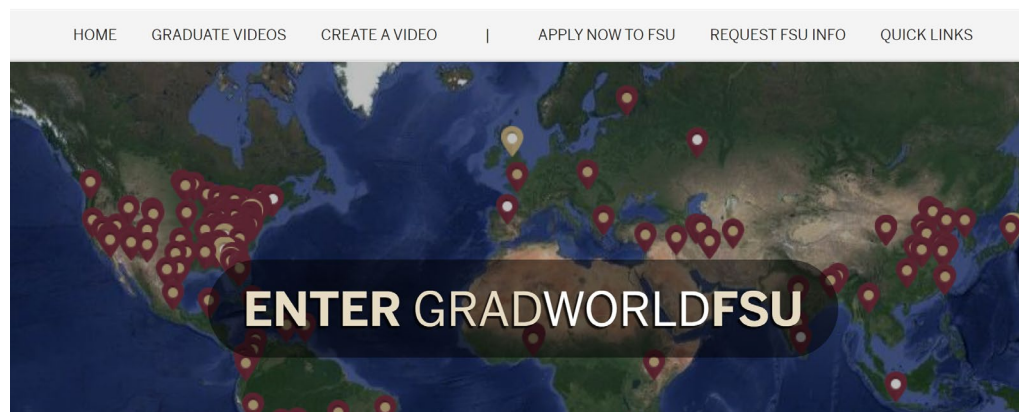 HOME GRADUATE VIDEOS CREATE A VIDEO | APPLY NOW TO FSU REQUEST FSU INFO QUICK LINKS
ENTER GRADWORLDFSU